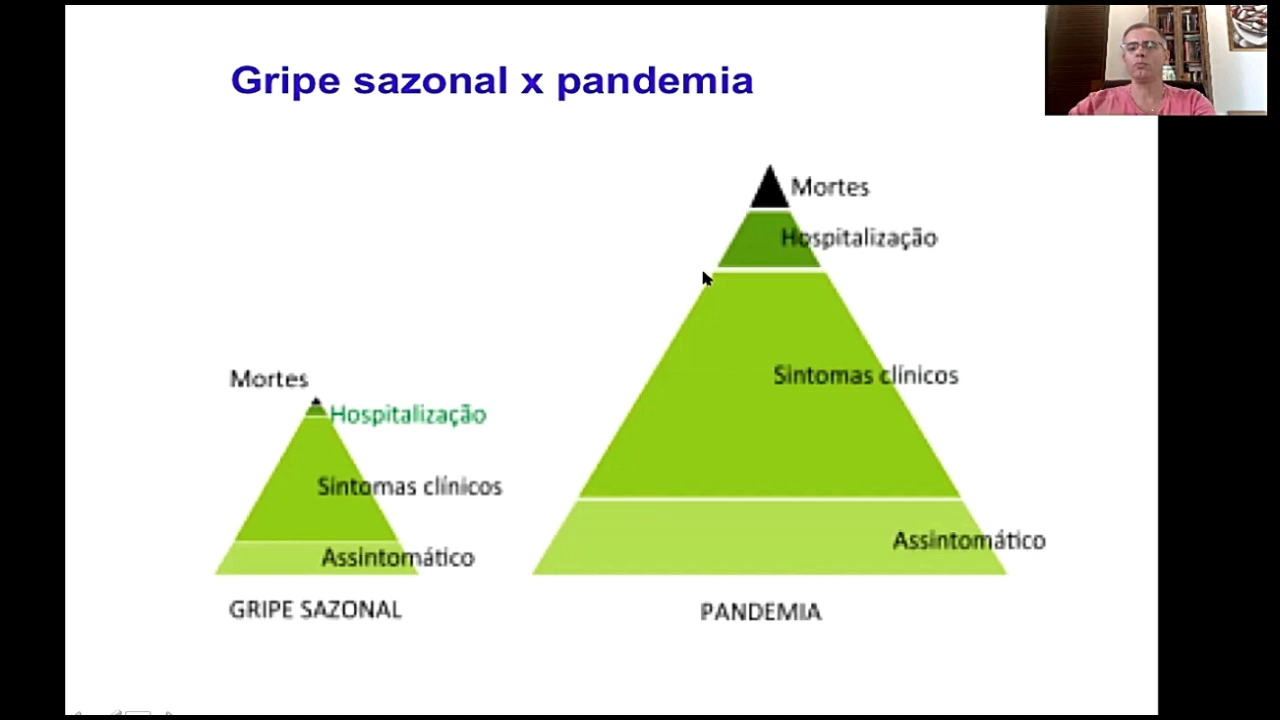 Gripe sazonal x pandemia
Mortes
Hospitalização
Sintomas clínicos
Assintomático
GRIPE SAZONAL
Mortes
Hospitalização
Sintomas clínicos
Assintomático
PANDEMIA